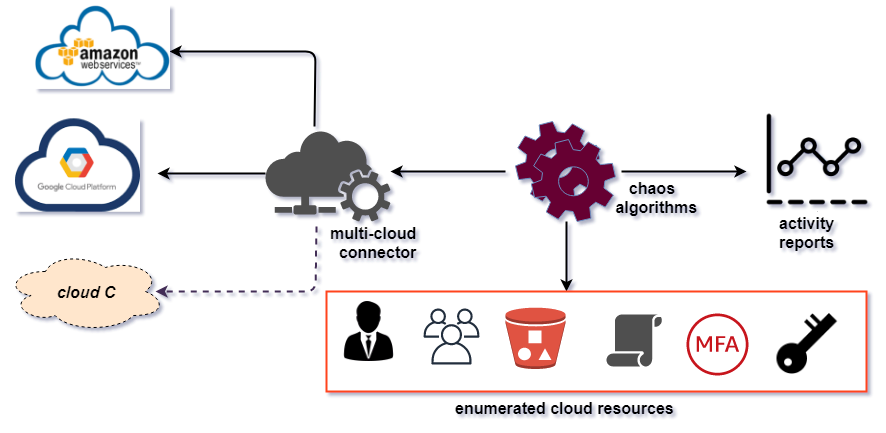 amazon
webservices™
Google Cloud Platform
cloud C
multi-cloud
connector
chaos
algorithms
activity
reports
MFA
enumerated cloud resources